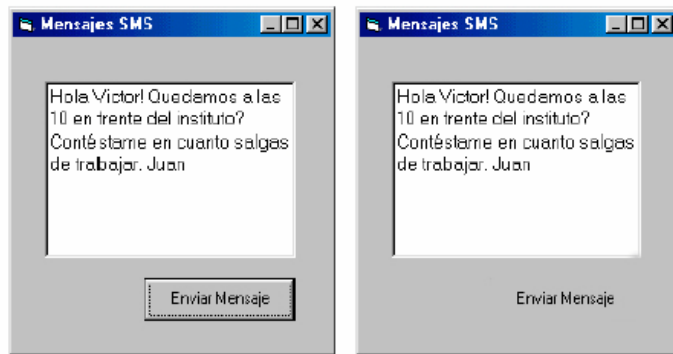 Mensajes SMS
Hola Victor! Quedamos a las
10 en frente del instituto?
Contéstame en cuanto salgas
de trabajar. Juan
Enviar Mensaje
Mensajes SMS
Hola Victor! Quedamos a las
10 en frente del instituto?
Contéstame en cuanto salgas
de trabajar. Juan
Enviar Mensaje